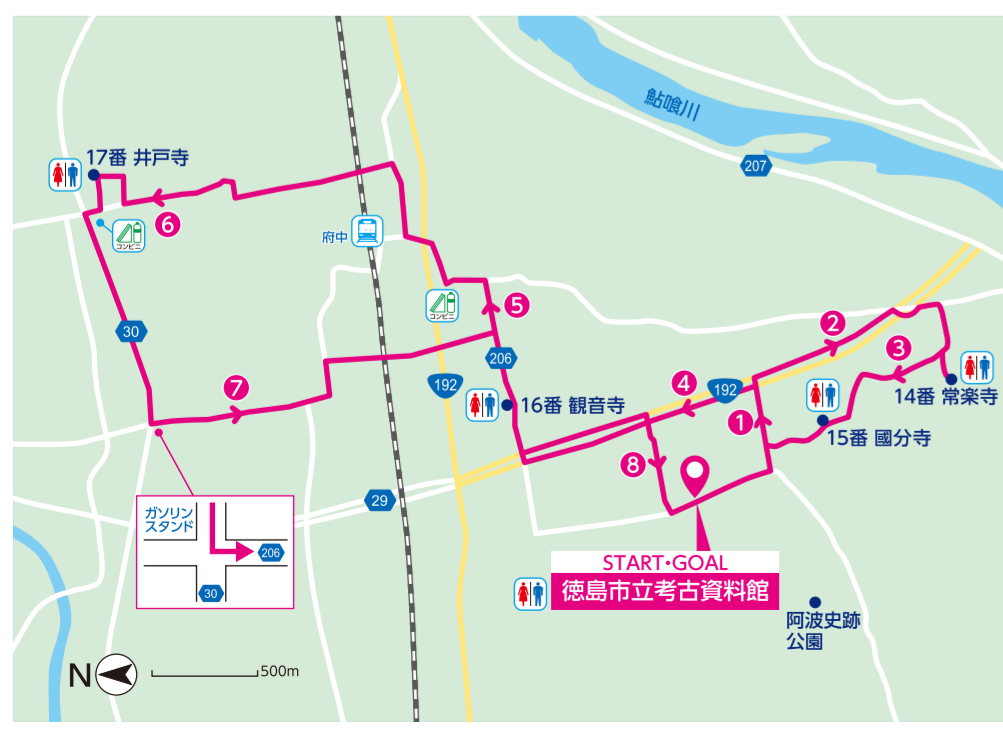 鮎喰川
207
17番 井戸寺
6
コンビニ
府中
コンビニ
5
2
30
206
3
192
4
192
14番 常楽寺
7
16番 観音寺
1
15番 國分寺
8
29
ガソリン
スタンド
206
30
START・GOAL
徳島市立考古資料館
阿波史跡
公園
N
500m